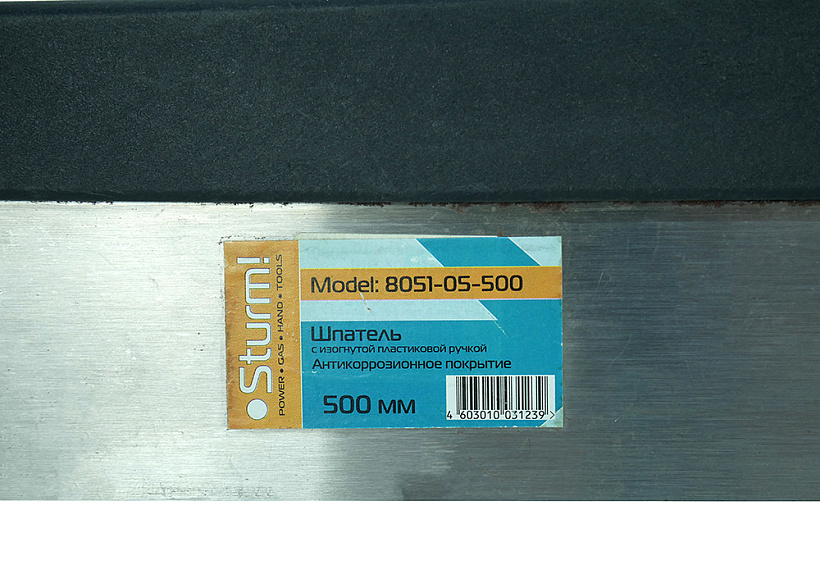 Sturm!
POWER • GAS • HAND • TOOLS
Model: 8051-05-500
Шпатель
с изогнутой пластиковой ручкой
Антикоррозионное покрытие
500 мм
4 603010 031239 >